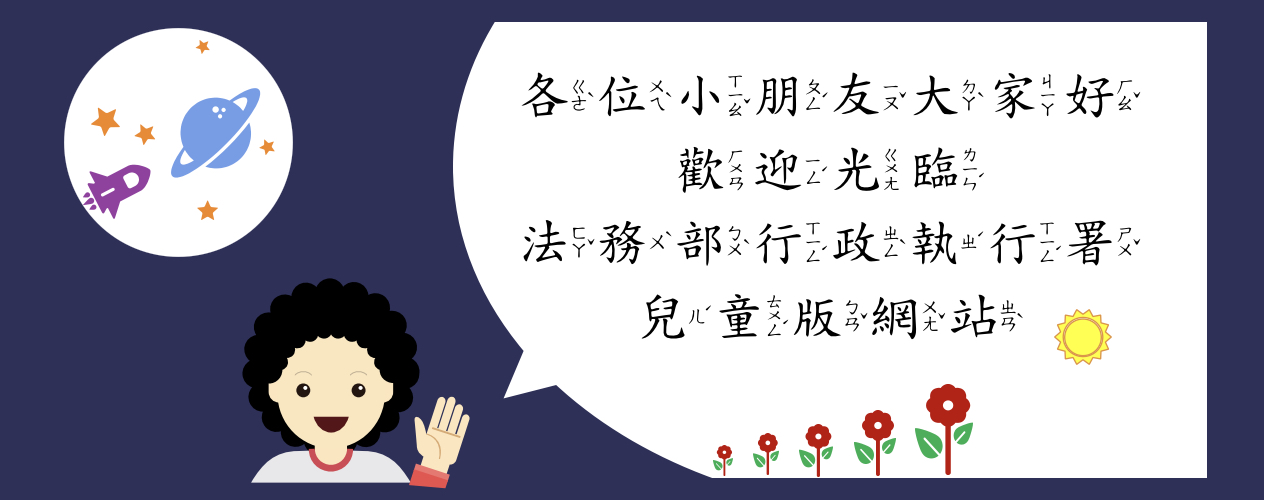 各ㄍㄜˋ位ㄨㄟˋ小ㄒㄧㄠˇ朋ㄆㄥˊ友ㄧㄡˇ大ㄉㄚˋ家ㄐㄧㄚ好ㄏㄠˇ
歡ㄏㄨㄢ迎ㄧㄥˊ光ㄍㄨㄤ臨ㄌㄧㄣˊ
法ㄈㄚˇ務ㄨˋ部ㄅㄨˋ行ㄒㄧㄥˊ政ㄓㄥˋ執ㄓˊ行ㄒㄧㄥˊ署ㄕㄨˇ
兒ㄦˊ童ㄊㄨㄥˊ版ㄅㄢˇ網ㄨㄤˇ站ㄓㄢˋ